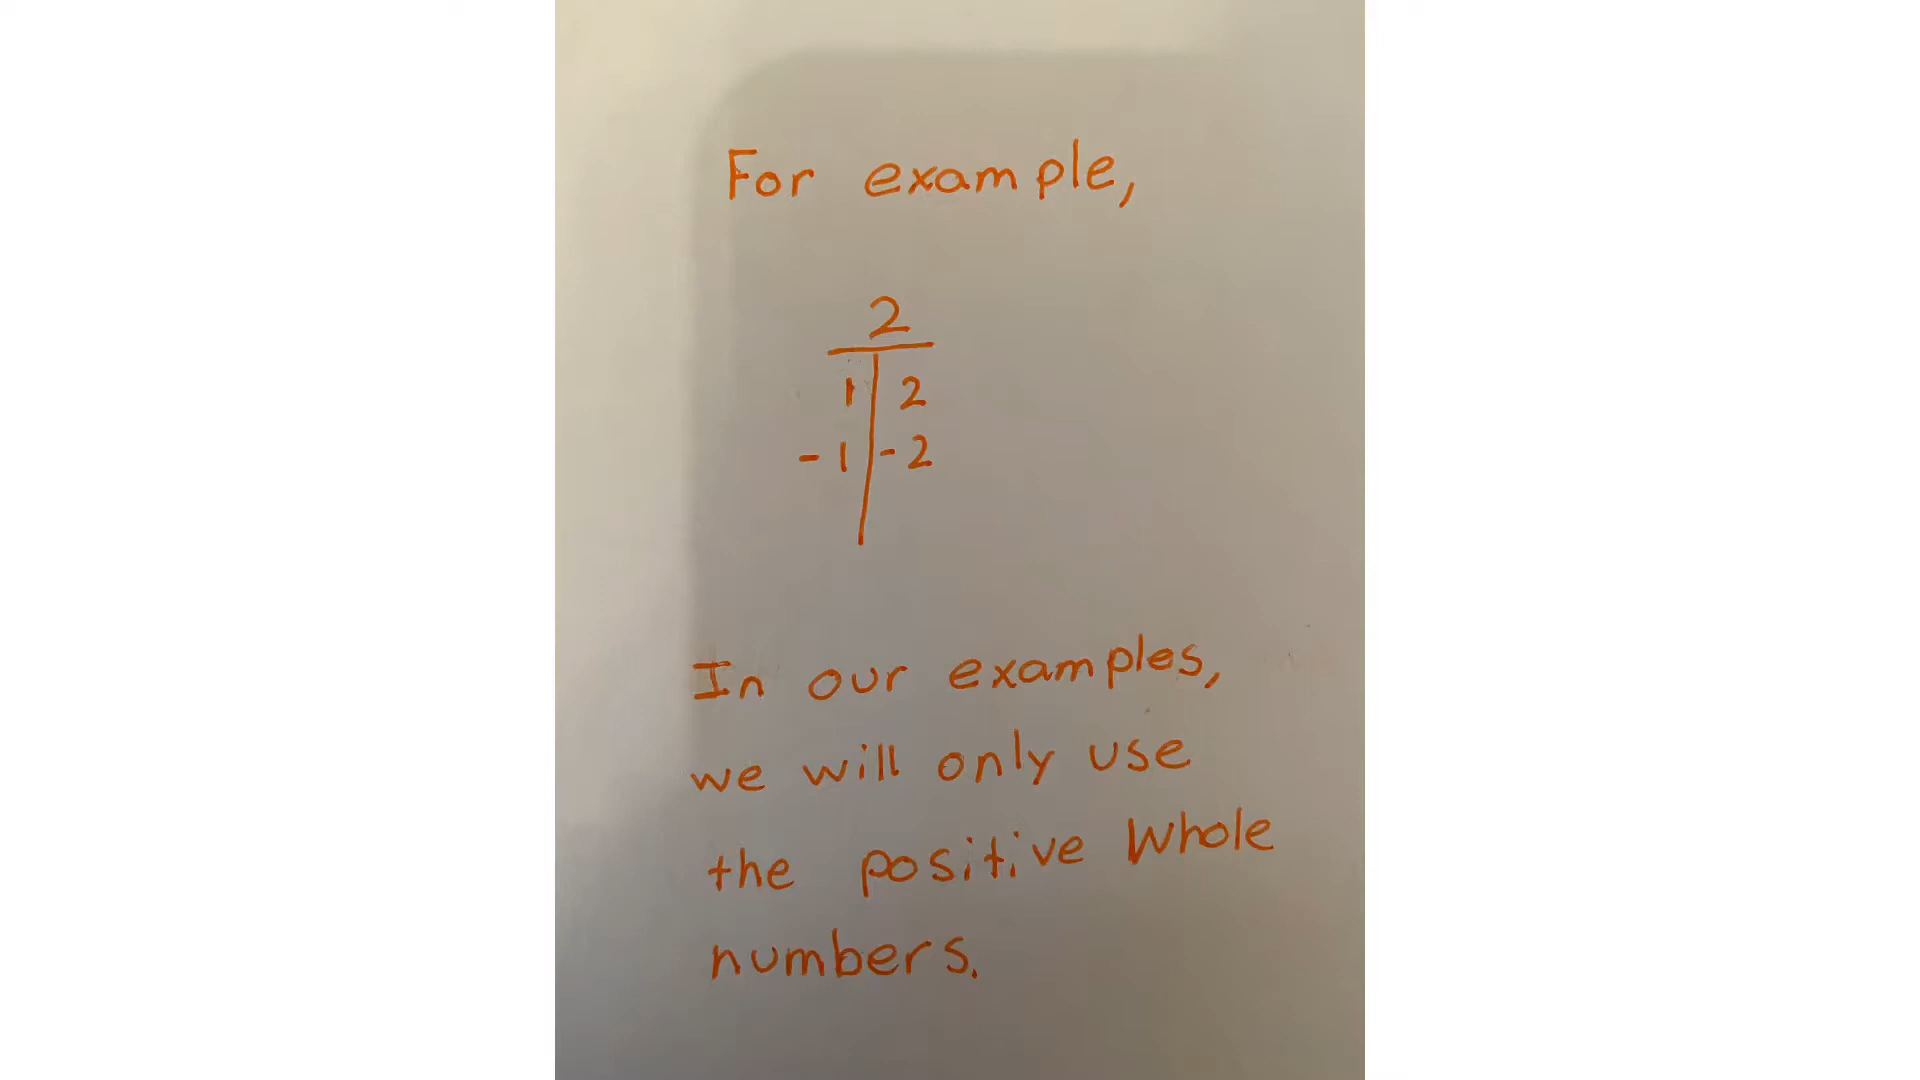 For example,
2
1 2
-1 -2
In our examples,
we will only use
the positive Whole
numbers.